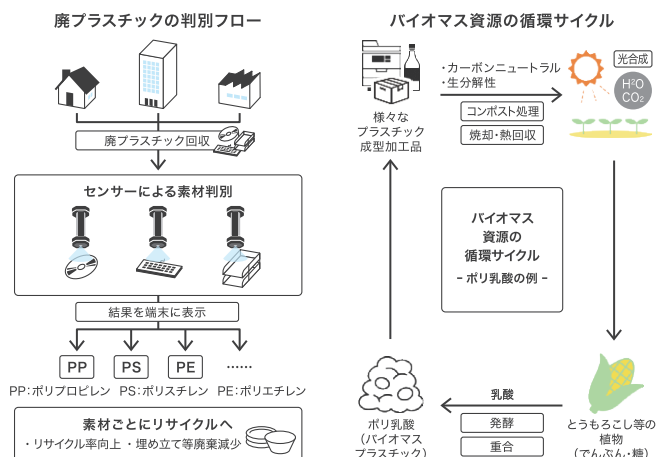 廃プラスチックの判別フロー
廃プラスチック回収
センサーによる素材判別
結果を端末に表示
PP
PS
PE
……
PP:ポリプロピレン PS:ポリスチレン PE:ポリエチレン
素材ごとにリサイクルへ
・リサイクル率向上 ・埋め立て等廃棄減少
バイオマス資源の循環サイクル
様々な
プラスチック
成型加工品
・カーボンニュートラル
・生分解性
コンポスト処理
焼却・熱回収
光合成
H²O
CO₂
バイオマス
資源の
循環サイクル
- ポリ乳酸の例 -
とうもろこし等の
植物
(でんぷん・糖)
乳酸
発酵
重合
ポリ乳酸
(バイオマス
プラスチック)